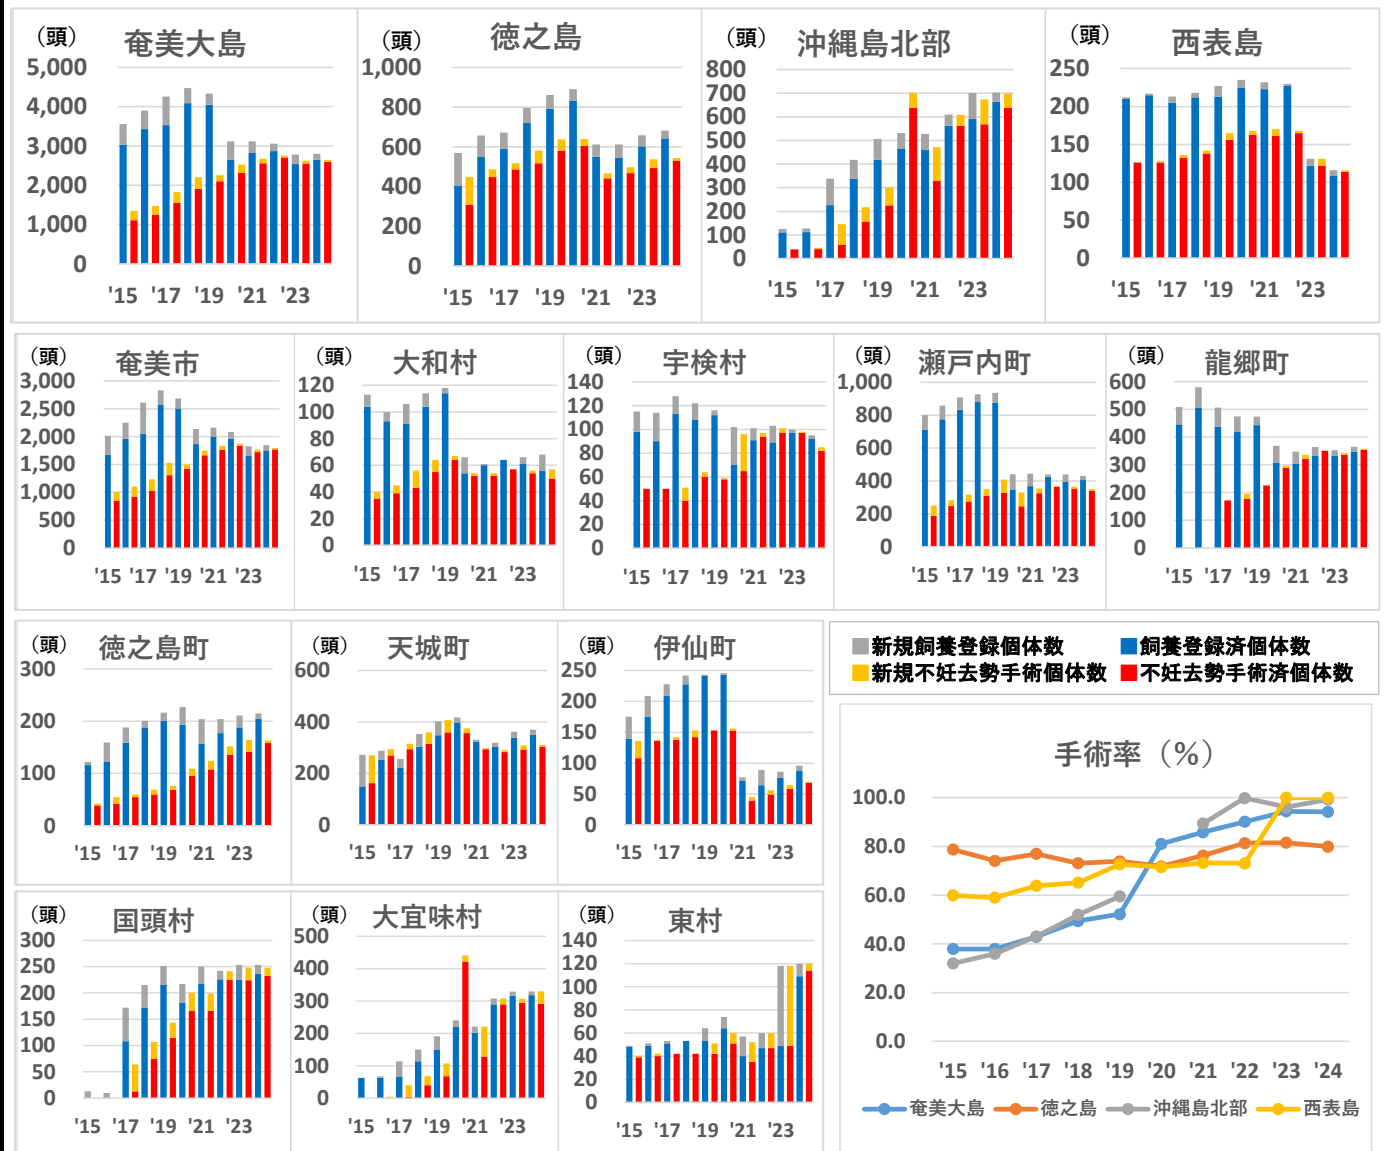 (頭) 奄美大島
5,000
4,000
3,000
2,000
1,000
0
'15 '17 '19 '21 '23
(頭) 徳之島
1,000
800
600
400
200
0
'15 '17 '19 '21 '23
(頭) 沖縄島北部
800
700
600
500
400
300
200
100
0
'15 '17 '19 '21 '23
(頭) 西表島
250
200
150
100
50
0
'15 '17 '19 '21 '23
(頭) 奄美市
3,000
2,500
2,000
1,500
1,000
500
0
'15 '17 '19 '21 '23
(頭) 大和村
120
100
80
60
40
20
0
'15 '17 '19 '21 '23
(頭) 宇検村
140
120
100
80
60
40
20
0
'15 '17 '19 '21 '23
(頭) 瀬戸内町
1,000
800
600
400
200
0
'15 '17 '19 '21 '23
(頭) 龍郷町
600
500
400
300
200
100
0
'15 '17 '19 '21 '23
(頭) 徳之島町
300
200
100
0
'15 '17 '19 '21 '23
(頭) 天城町
600
400
200
0
'15 '17 '19 '21 '23
(頭) 伊仙町
250
200
150
100
50
0
'15 '17 '19 '21 '23
新規飼養登録個体数 飼養登録済個体数
新規不妊去勢手術個体数 不妊去勢手術済個体数
(頭) 国頭村
300
250
200
150
100
50
0
'15 '17 '19 '21 '23
(頭) 大宜味村
500
400
300
200
100
0
'15 '17 '19 '21 '23
(頭) 東村
140
120
100
80
60
40
20
0
'15 '17 '19 '21 '23
手術率（%）
100.0
80.0
60.0
40.0
20.0
0.0
'15 '16 '17 '18 '19 '20 '21 '22 '23 '24
奄美大島 徳之島 沖縄島北部 西表島